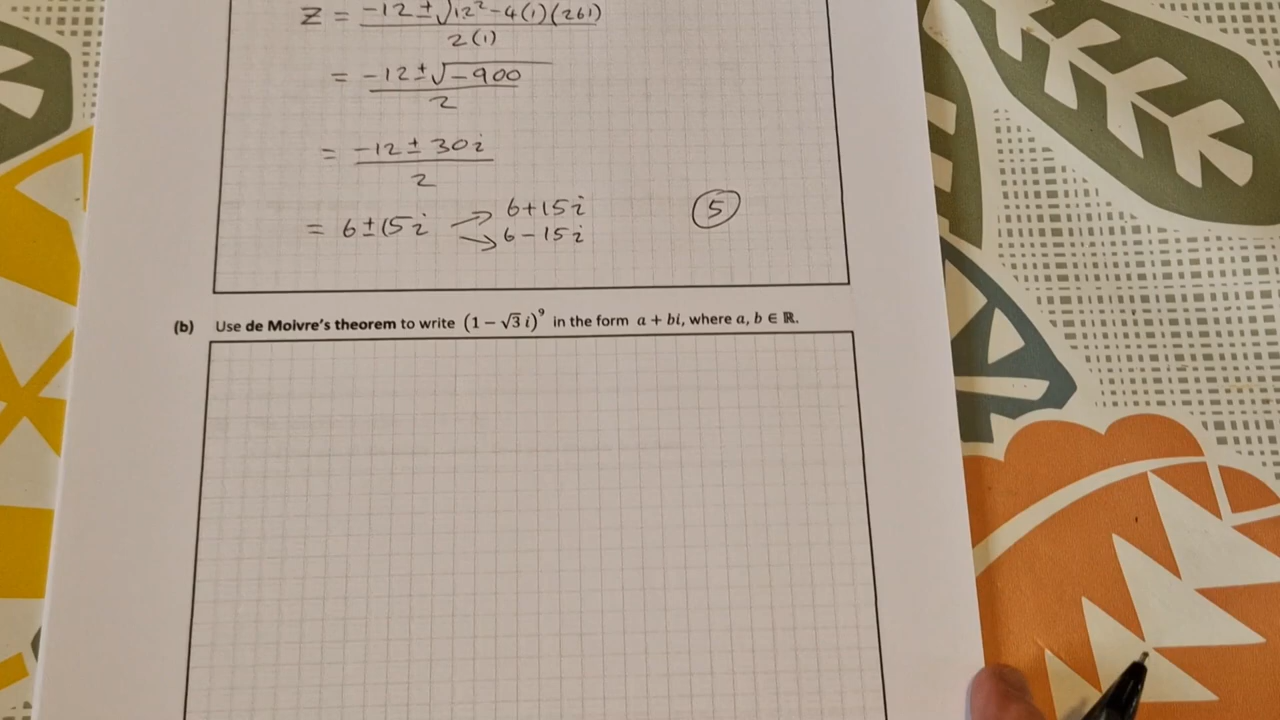 Z = -12 ± √12² - 4(1)(261) / 2(1)
= -12 ± √-900 / 2
= -12 ± 30i / 2
= 6 ± 15i → 6 + 15i
→ 6 - 15i
5
(b) Use de Moivre's theorem to write (1 − √3 i)⁹ in the form a + bi, where a, b ∈ ℝ.